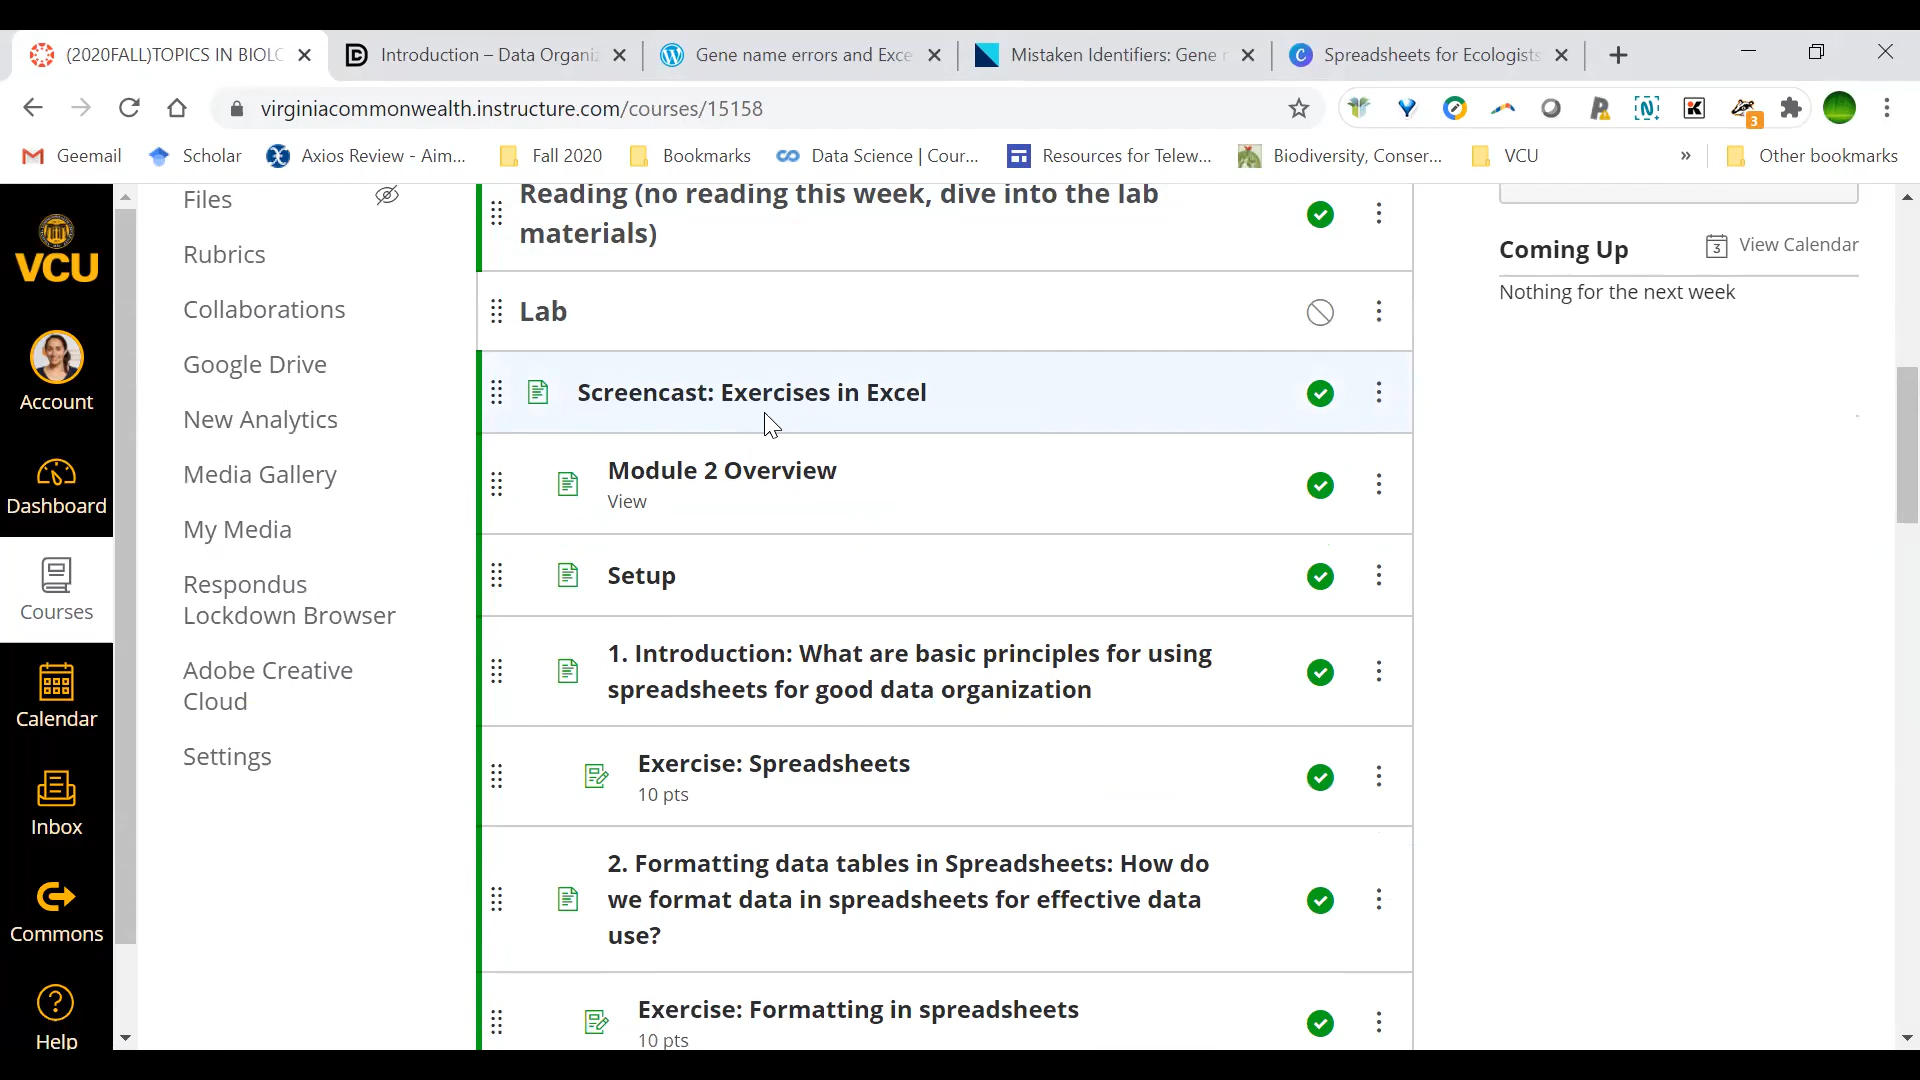 (2020FALL)TOPICS IN BIOLO
Introduction – Data Organiz
Gene name errors and Exce
Mistaken Identifiers: Gene n
Spreadsheets for Ecologists
virginiacommonwealth.instructure.com/courses/15158
3
Geemail
Scholar
Axios Review - Aim...
Fall 2020
Bookmarks
Data Science | Cour...
Resources for Telew...
Biodiversity, Conser...
VCU
»
Other bookmarks
VCU
Account
Dashboard
Courses
Calendar
Inbox
Commons
Help
Files
Rubrics
Collaborations
Google Drive
New Analytics
Media Gallery
My Media
Respondus
Lockdown Browser
Adobe Creative
Cloud
Settings
Reading (no reading this week, dive into the lab
materials)
Lab
Screencast: Exercises in Excel
Module 2 Overview
View
Setup
1. Introduction: What are basic principles for using
spreadsheets for good data organization
Exercise: Spreadsheets
10 pts
2. Formatting data tables in Spreadsheets: How do
we format data in spreadsheets for effective data
use?
Exercise: Formatting in spreadsheets
10 pts
Coming Up
3
View Calendar
Nothing for the next week